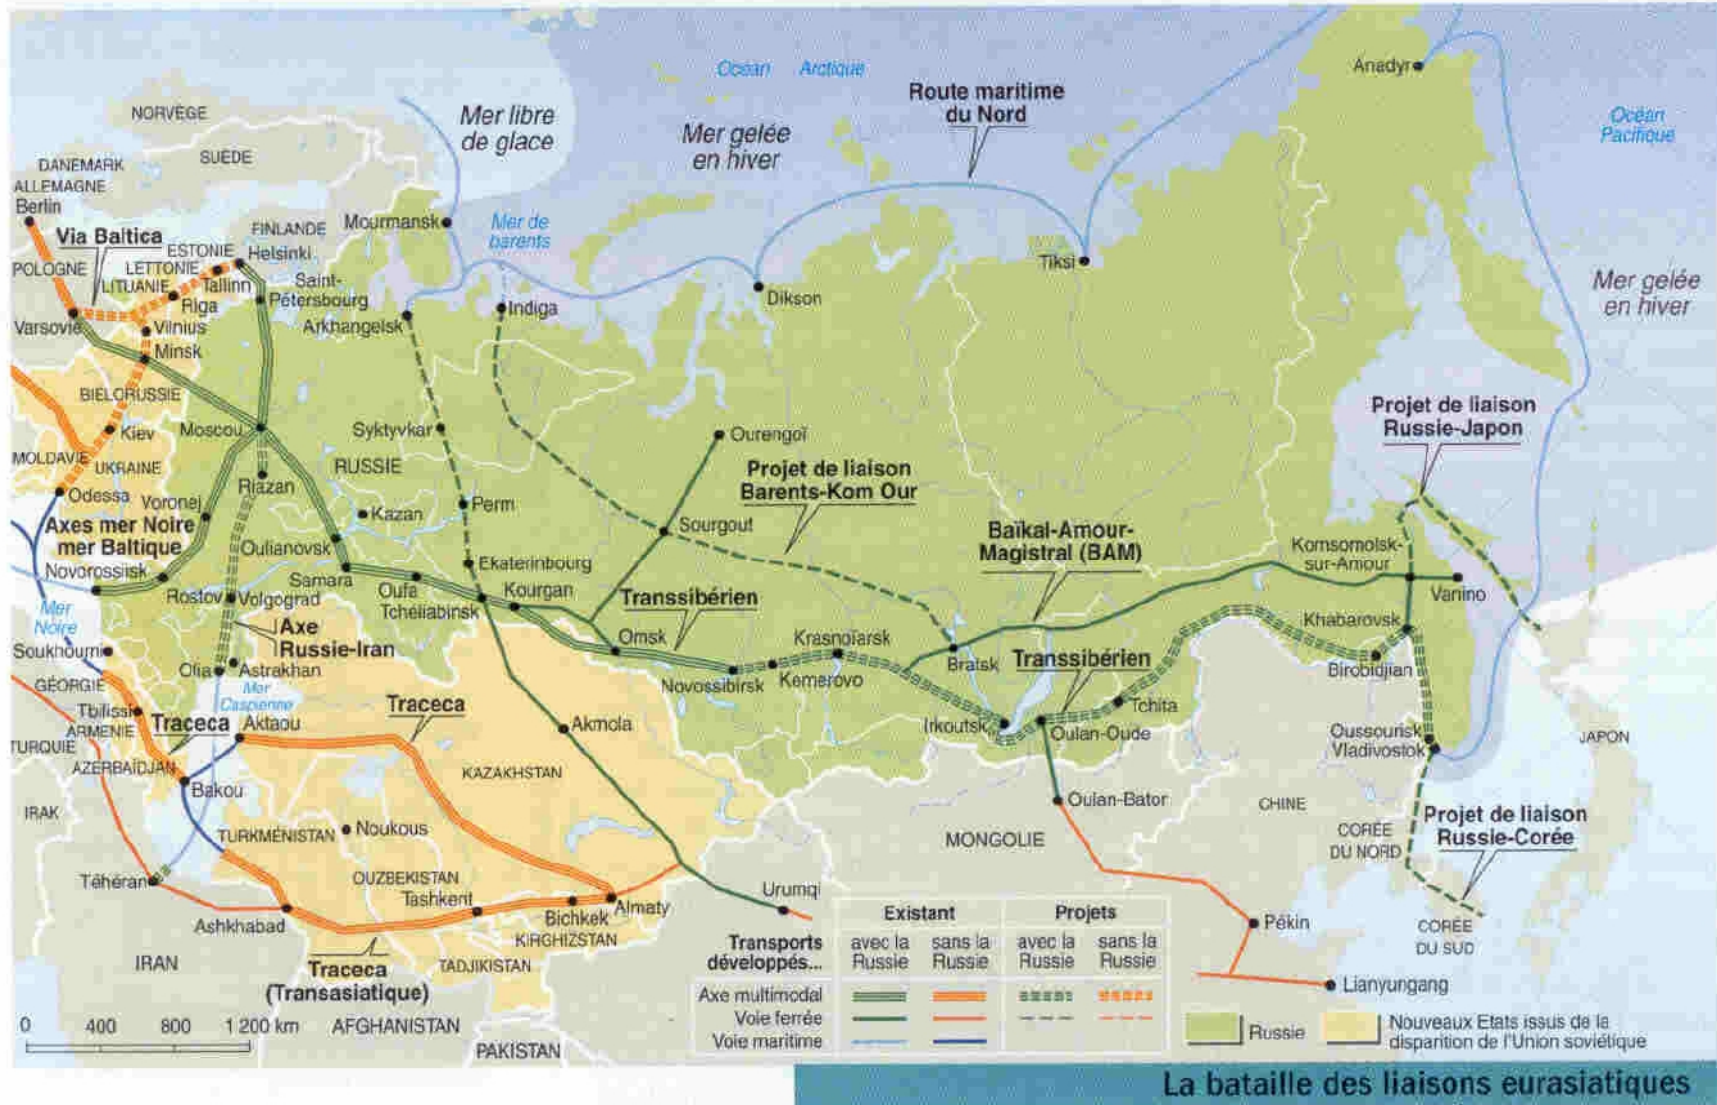 Océan Arctique
Route maritime
du Nord
Anadyr
Océan
Pacifique
Mer libre
de glace
Mer gelée
en hiver
NORVÈGE
SUÈDE
DANEMARK
ALLEMAGNE
Berlin
Via Baltica
FINLANDE
Mourmansk
Mer de
barents
ESTONIE
Helsinki
POLOGNE
LETTONIE
LITUANIE
Tallinn
Saint-
Pétersbourg
Riga
Varsovie
Vilnius
Arkhangelsk
Indiga
Dikson
Tiksi
Mer gelée
en hiver
Minsk
BIELORUSSIE
Kiev
Moscou
Syktyvkar
Ourengoï
Projet de liaison
Russie-Japon
MOLDAVIE
UKRAINE
RUSSIE
Riazan
Projet de liaison
Barents-Kom Our
Odessa
Voronej
Kazan
Perm
Sourgout
Axes mer Noire
mer Baltique
Oulianovsk
Baïkal-Amour-
Magistral (BAM)
Komsomolsk-
sur-Amour
Novorossiisk
Samara
Ekaterinbourg
Rostov
Volgograd
Oufa
Tchéliabinsk
Kourgan
Transsibérien
Vanino
Mer
Noire
Axe
Russie-Iran
Omsk
Krasnoïarsk
Khabarovsk
Soukhoumi
Olia
Astrakhan
Novossibirsk
Kemerovo
Bratsk
Transsibérien
Birobidjian
GÉORGIE
Mer
Caspienne
Tbilissi
Traceca
Aktaou
Traceca
Akmola
Irkoutsk
Oulan-Oude
Tchita
Oussourisk
Vladivostok
JAPON
ARMÉNIE
TURQUIE
AZERBAÏDJAN
KAZAKHSTAN
Bakou
Oulan-Bator
CHINE
IRAK
TURKMÉNISTAN
Noukous
MONGOLIE
CORÉE
DU NORD
Projet de liaison
Russie-Corée
Téhéran
OUZBEKISTAN
Tashkent
Bichkek
Almaty
Urumqi
Ashkhabad
KIRGHIZSTAN
Pékin
CORÉE
DU SUD
IRAN
Traceca
(Transasiatique)
TADJIKISTAN
Lianyungang
AFGHANISTAN
PAKISTAN
0 400 800 1 200 km
Existant Projets
Transports
développés...
avec la
Russie
sans la
Russie
avec la
Russie
sans la
Russie
Axe multimodal
Voie ferrée
Voie maritime
Russie
Nouveaux Etats issus de la
disparition de l'Union soviétique
La bataille des liaisons eurasiatiques